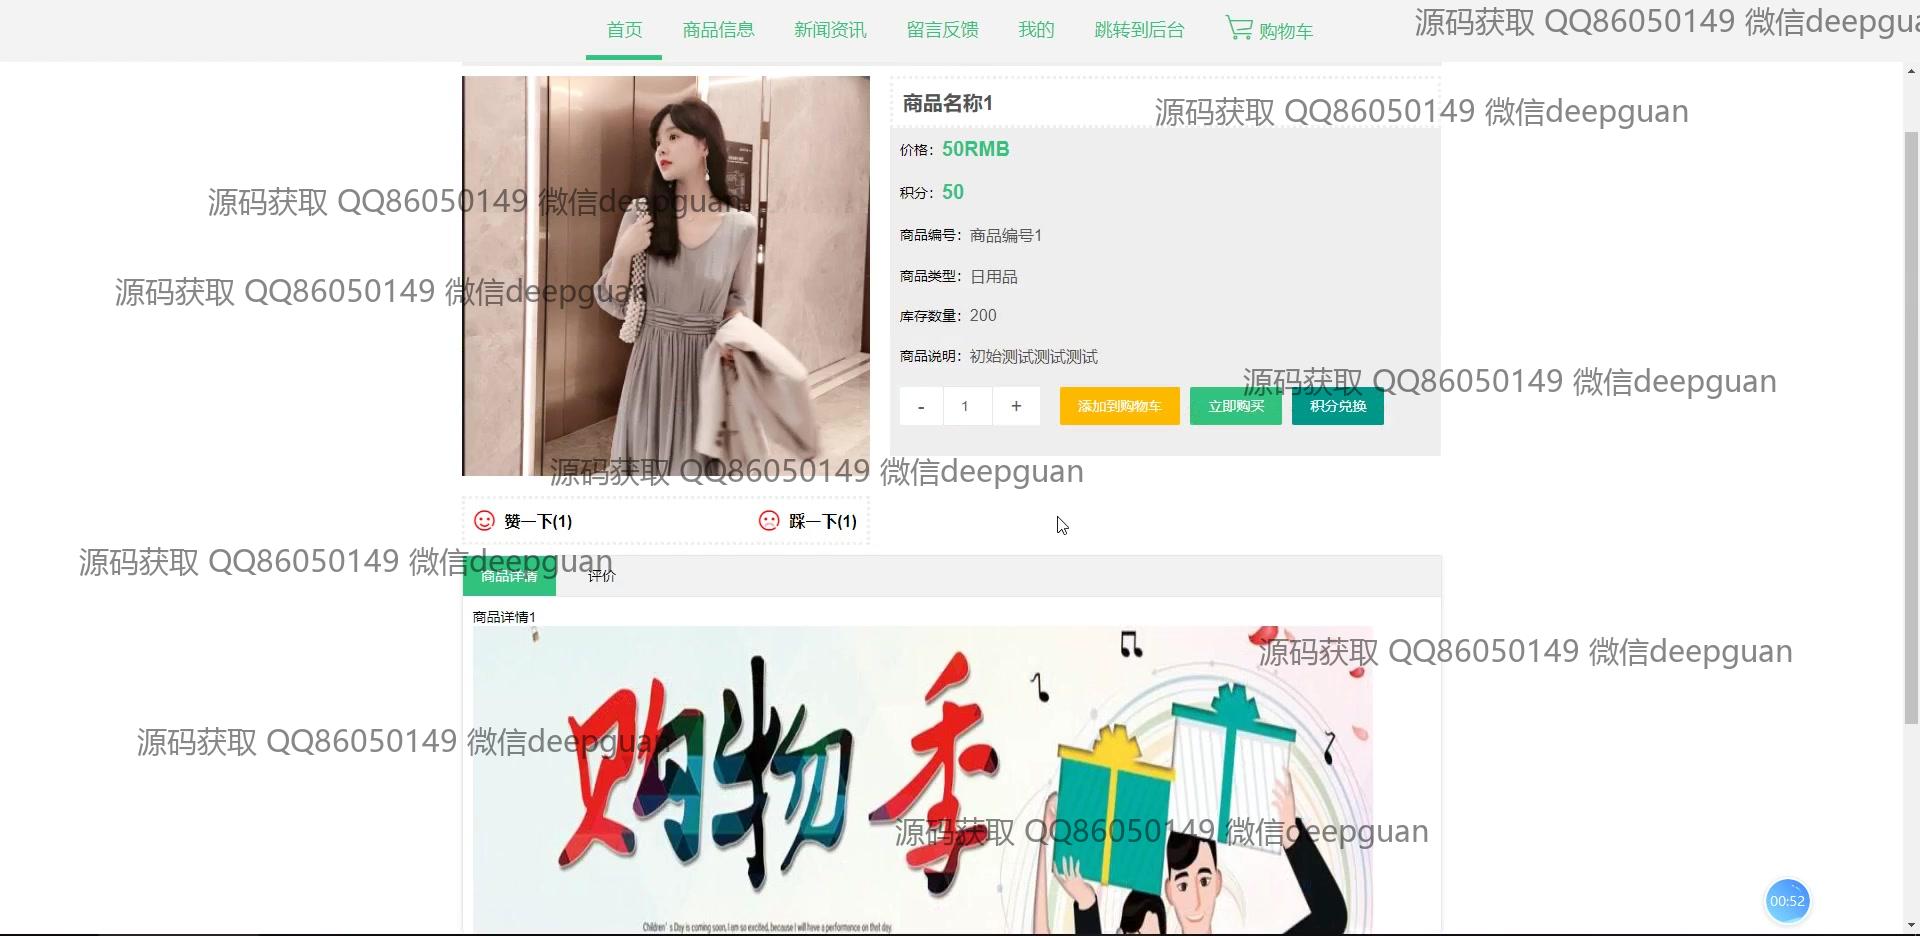 首页 商品信息 新闻资讯 留言反馈 我的 跳转到后台 购物车
源码获取 QQ86050149 微信deepgua
商品名称1
源码获取 QQ86050149 微信deepguan
价格：50RMB
积分：50
源码获取 QQ86050149 微信deepguan
商品编号：商品编号1
商品类型：日用品
源码获取 QQ86050149 微信deepguan
库存数量：200
商品说明：初始测试测试测试
源码获取 QQ86050149 微信deepguan
- 1 + 添加到购物车 立即购买 积分兑换
源码获取 QQ86050149 微信deepguan
赞一下(1) 踩一下(1)
源码获取 QQ86050149 微信deepguan
商品详情 评价
商品详情1
源码获取 QQ86050149 微信deepguan
购物季
源码获取 QQ86050149 微信deepguan
源码获取 QQ86050149 微信deepguan
00:52
Children's Day is coming soon, I am so excited, because I will have a performance on that day.